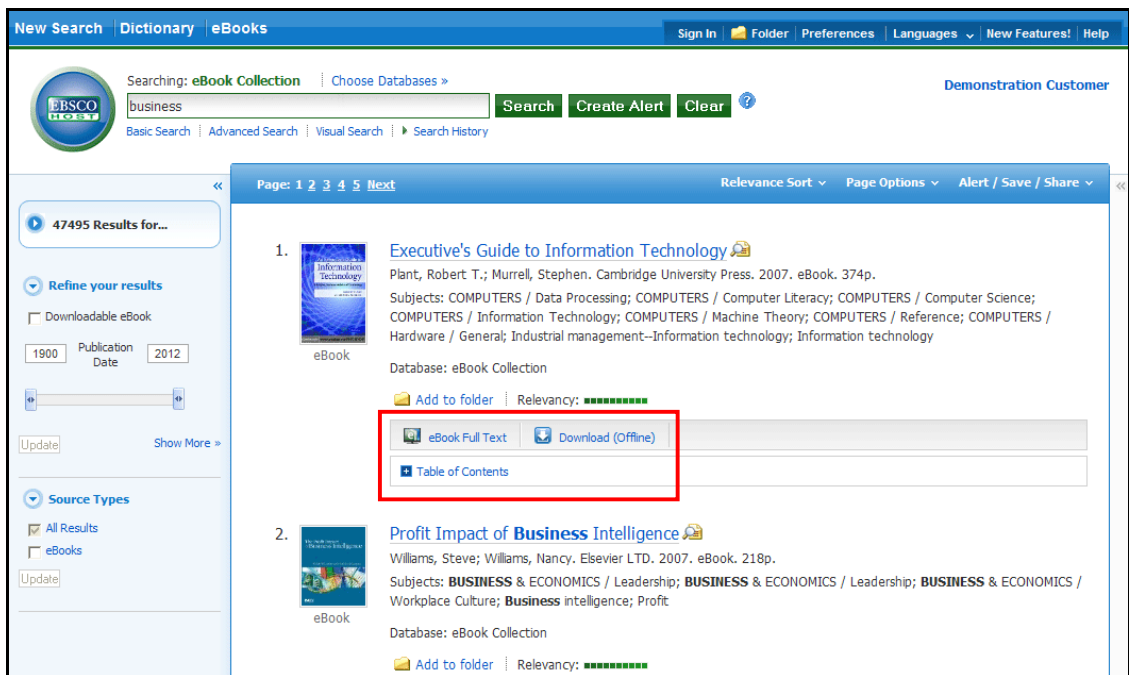 New Search Dictionary eBooks
Sign In Folder Preferences Languages New Features! Help
Searching: eBook Collection Choose Databases »
Demonstration Customer
EBSCO
HOST
business
Search Create Alert Clear ?
Basic Search Advanced Search Visual Search Search History
«
Page: 1 2 3 4 5 Next
Relevance Sort Page Options Alert / Save / Share
«
47495 Results for...
Refine your results
Downloadable eBook
1900 Publication Date 2012
Update Show More »
Source Types
All Results
eBooks
Update
1.
Information
Technology
eBook
Executive's Guide to Information Technology
Plant, Robert T.; Murrell, Stephen. Cambridge University Press. 2007. eBook. 374p.
Subjects: COMPUTERS / Data Processing; COMPUTERS / Computer Literacy; COMPUTERS / Computer Science;
COMPUTERS / Information Technology; COMPUTERS / Machine Theory; COMPUTERS / Reference; COMPUTERS /
Hardware / General; Industrial management--Information technology; Information technology
Database: eBook Collection
Add to folder Relevancy:
eBook Full Text Download (Offline)
Table of Contents
2.
eBook
Profit Impact of Business Intelligence
Williams, Steve; Williams, Nancy. Elsevier LTD. 2007. eBook. 218p.
Subjects: BUSINESS & ECONOMICS / Leadership; BUSINESS & ECONOMICS / Leadership; BUSINESS & ECONOMICS /
Workplace Culture; Business intelligence; Profit
Database: eBook Collection
Add to folder Relevancy: